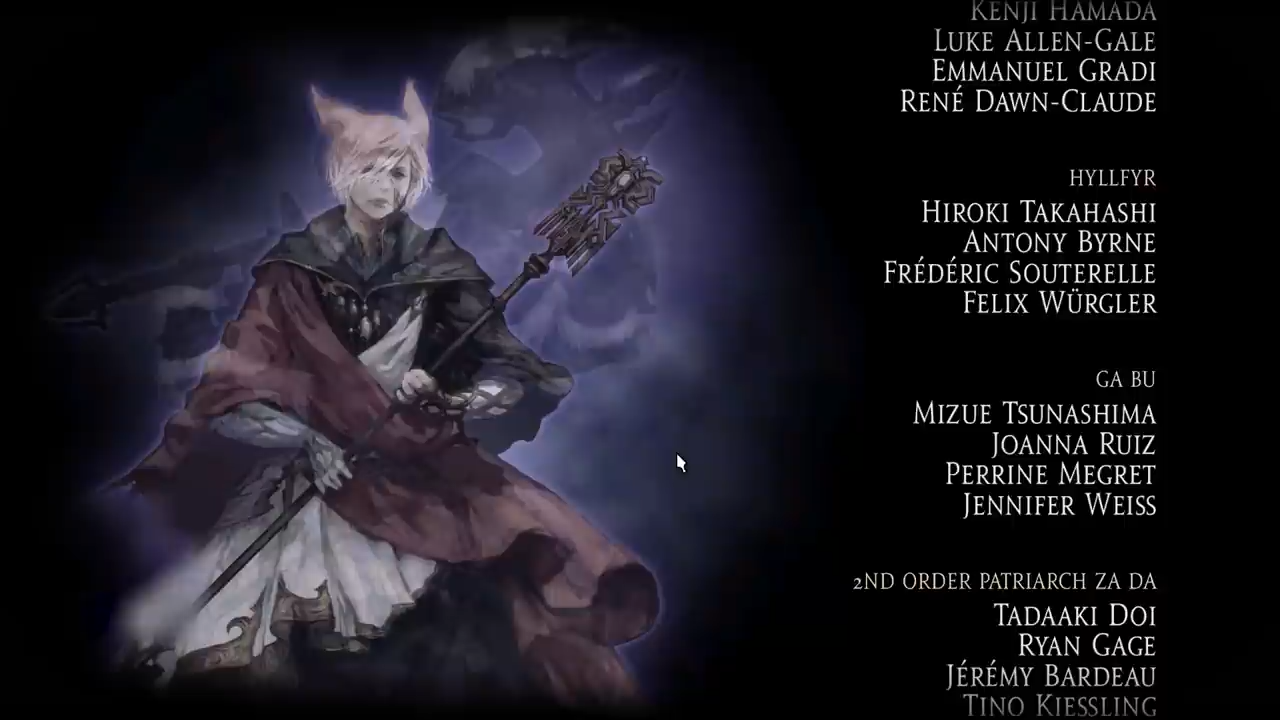 KENJI HAMADA
LUKE ALLEN-GALE
EMMANUEL GRADI
RENÉ DAWN-CLAUDE
HYLLFYR
HIROKI TAKAHASHI
ANTONY BYRNE
FRÉDÉRIC SOUTERELLE
FELIX WÜRGLER
GA BU
MIZUE TSUNASHIMA
JOANNA RUIZ
PERRINE MEGRET
JENNIFER WEISS
2ND ORDER PATRIARCH ZA DA
TADAAKI DOI
RYAN GAGE
JÉRÉMY BARDEAU
TINO KIESSLING